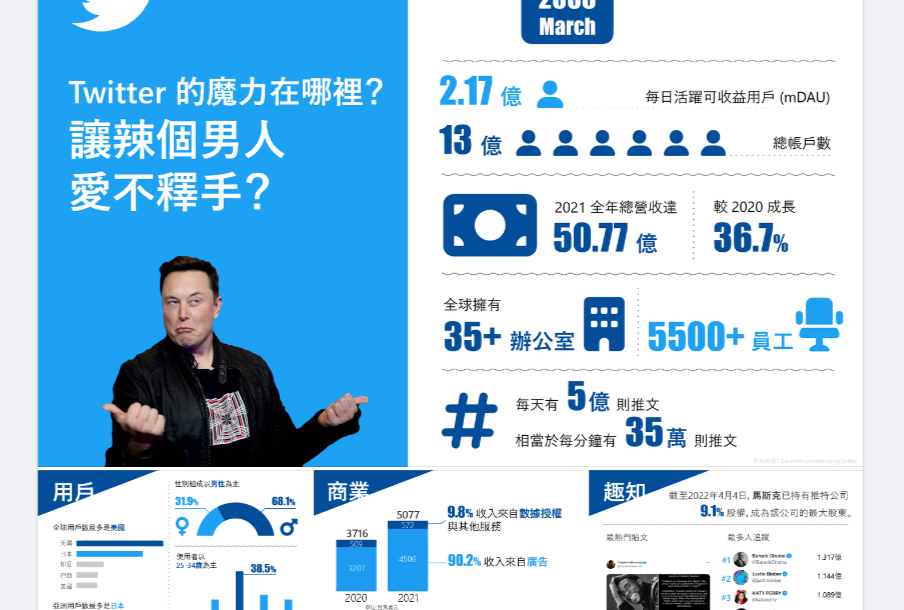 2006
March
Twitter 的魔力在哪裡?
讓辣個男人
愛不釋手?
2.17 億
每日活躍可收益用戶 (mDAU)
13 億
總帳戶數
2021 全年總營收達
50.77 億
較 2020 成長
36.7%
全球擁有
35+ 辦公室
5500+ 員工
#
每天有 5億 則推文
相當於每分鐘有 35萬 則推文
用戶
全球用戶數最多是美國
美國
日本
印度
巴西
英國
亞洲用戶數最多是日本
性別組成以男性為主
31.9%
68.1%
使用者以
25-34歲為主
38.5%
商業
3716
509
3207
2020
5077
572
4506
2021
單位:百萬美元
9.8% 收入來自數據授權
與其他服務
90.2% 收入來自廣告
趣知
截至2022年4月4日, 馬斯克已持有推特公司
9.1% 股權, 成為該公司的最大股東。
最熱門貼文
最多人追蹤
#1
Barack Obama
@BarackObama
1.317億
#2
Justin Bieber
@justinbieber
1.144億
#3
KATY PERRY
@katyperry
1.089億